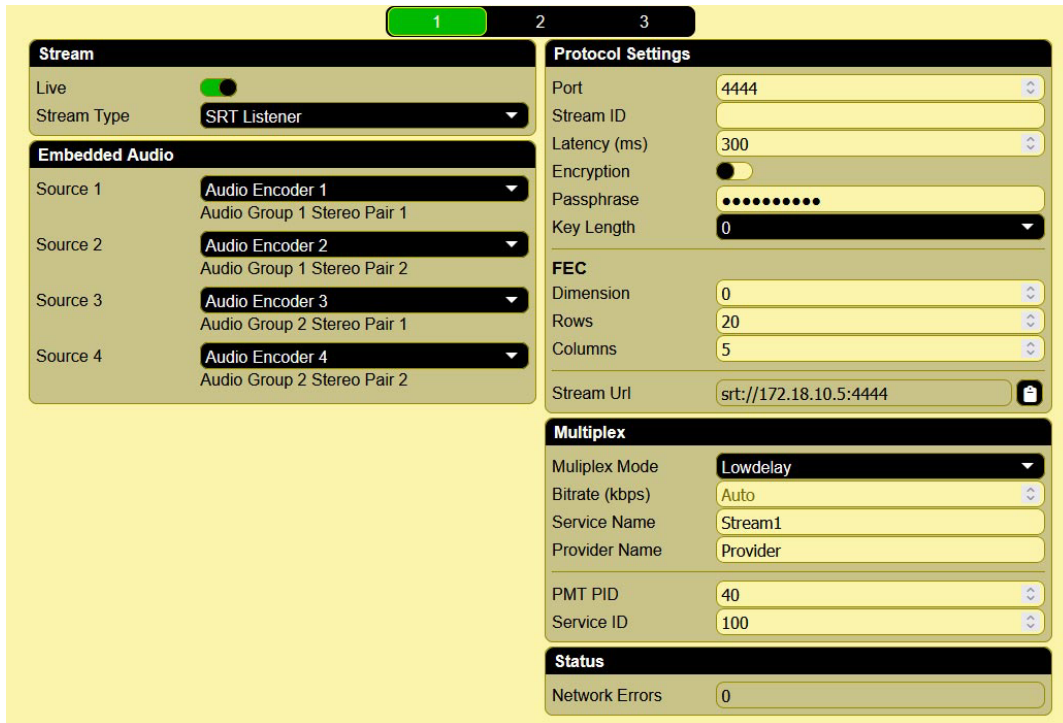 1 2 3
Stream
Live
Stream Type SRT Listener
Embedded Audio
Source 1 Audio Encoder 1
Audio Group 1 Stereo Pair 1
Source 2 Audio Encoder 2
Audio Group 1 Stereo Pair 2
Source 3 Audio Encoder 3
Audio Group 2 Stereo Pair 1
Source 4 Audio Encoder 4
Audio Group 2 Stereo Pair 2
Protocol Settings
Port 4444
Stream ID
Latency (ms) 300
Encryption
Passphrase ●●●●●●●●●●
Key Length 0
FEC
Dimension 0
Rows 20
Columns 5
Stream Url srt://172.18.10.5:4444
Multiplex
Muliplex Mode Lowdelay
Bitrate (kbps) Auto
Service Name Stream1
Provider Name Provider
PMT PID 40
Service ID 100
Status
Network Errors 0